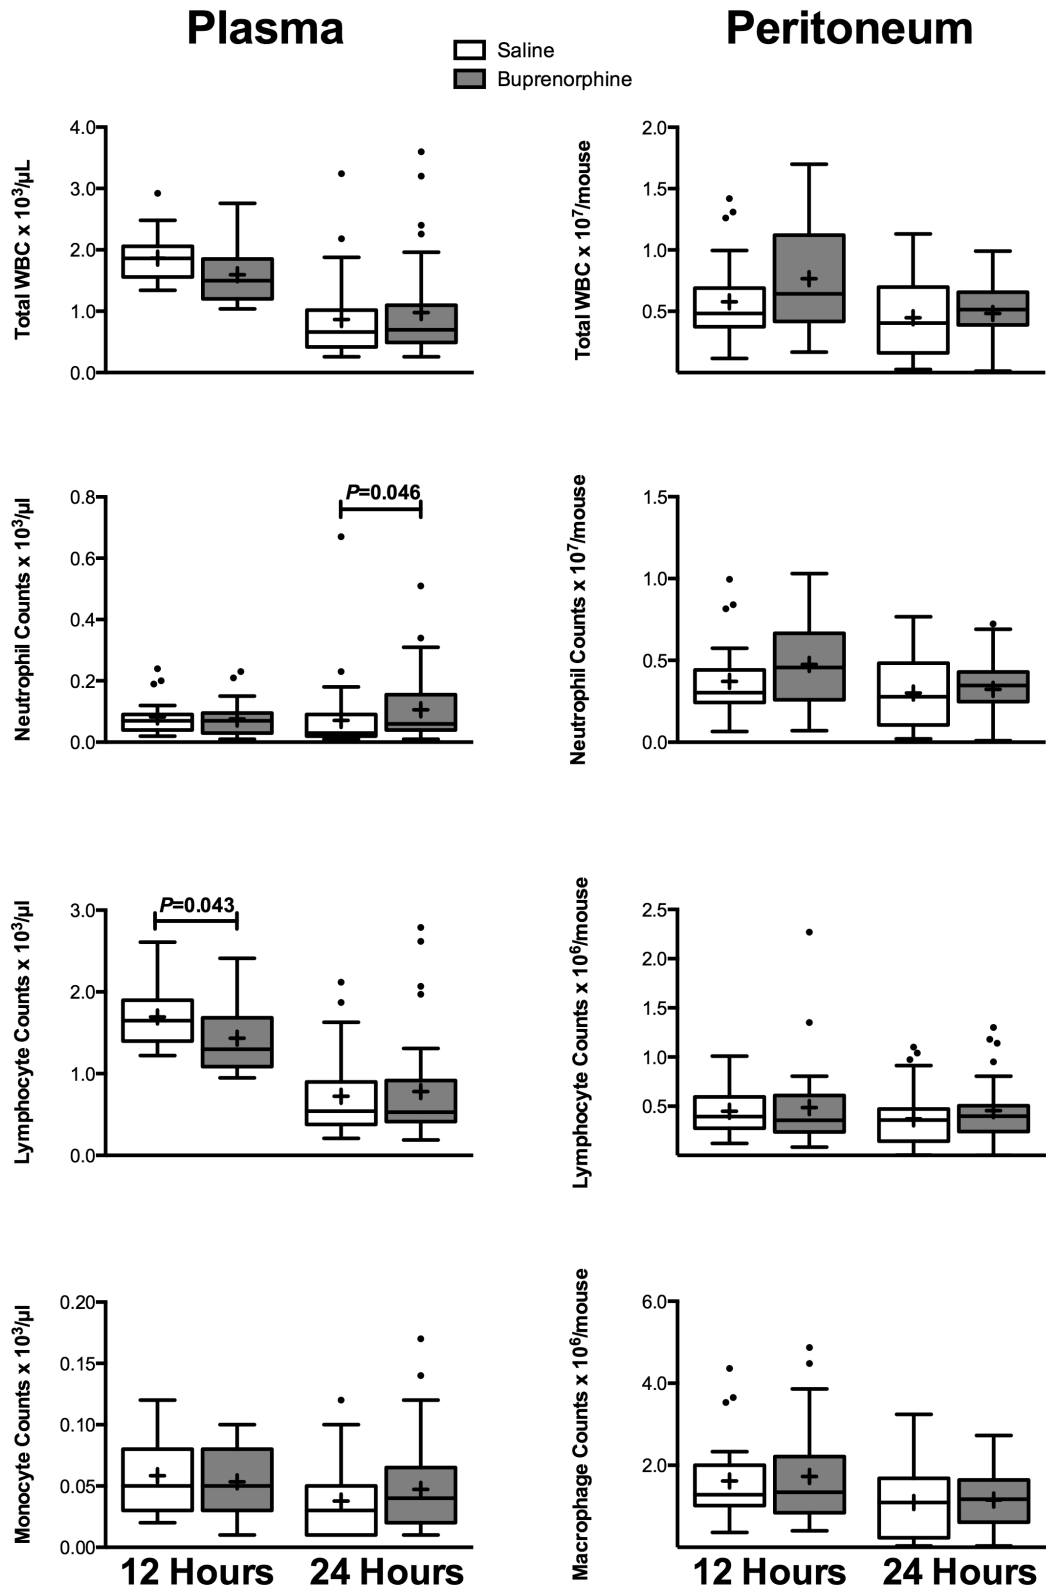 Plasma
Peritoneum
Saline
Buprenorphine
Total WBC x 10³/µL
4.0
3.0
2.0
1.0
0.0
Total WBC x 10⁷/mouse
2.0
1.5
1.0
0.5
Neutrophil Counts x 10³/µl
0.8
0.6
0.4
0.2
0.0
P=0.046
Neutrophil Counts x 10⁷/mouse
1.5
1.0
0.5
0.0
Lymphocyte Counts x 10³/µl
3.0
2.0
1.0
0.0
P=0.043
Lymphocyte Counts x 10⁶/mouse
2.5
2.0
1.5
1.0
0.5
Monocyte Counts x 10³/µl
0.20
0.15
0.10
0.05
0.00
12 Hours 24 Hours
Macrophage Counts x 10⁶/mouse
6.0
4.0
2.0
12 Hours 24 Hours